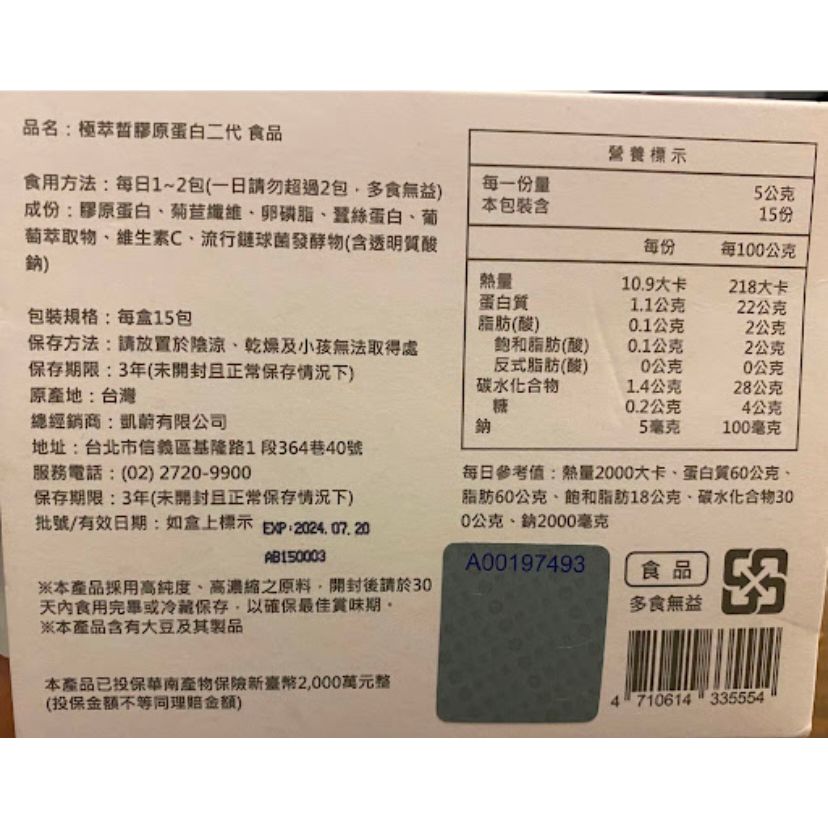 品名：極萃皙膠原蛋白二代 食品
食用方法：每日1~2包(一日請勿超過2包，多食無益)
成份：膠原蛋白、菊苣纖維、卵磷脂、蠶絲蛋白、葡
萄萃取物、維生素C、流行鏈球菌發酵物(含透明質酸
鈉)
包裝規格：每盒15包
保存方法：請放置於陰涼、乾燥及小孩無法取得處
保存期限：3年(未開封且正常保存情況下)
原產地：台灣
總經銷商：凱蔚有限公司
地址：台北市信義區基隆路1 段364巷40號
服務電話：(02) 2720-9900
保存期限：3年(未開封且正常保存情況下)
批號/有效日期：如盒上標示 EXP:2024.07.20
AB150003
※本產品採用高純度、高濃縮之原料，開封後請於30
天內食用完畢或冷藏保存，以確保最佳賞味期。
※本產品含有大豆及其製品
本產品已投保華南產物保險新臺幣2,000萬元整
(投保金額不等同理賠金額)
營養標示
每一份量 5公克
本包裝含 15份
每份 每100公克
熱量 10.9大卡 218大卡
蛋白質 1.1公克 22公克
脂肪(酸) 0.1公克 2公克
飽和脂肪(酸) 0.1公克 2公克
反式脂肪(酸) 0公克 0公克
碳水化合物 1.4公克 28公克
糖 0.2公克 4公克
鈉 5毫克 100毫克
每日參考值：熱量2000大卡、蛋白質60公克、
脂肪60公克、飽和脂肪18公克、碳水化合物30
0公克、鈉2000毫克
A00197493
食品
多食無益
4 710614 335554